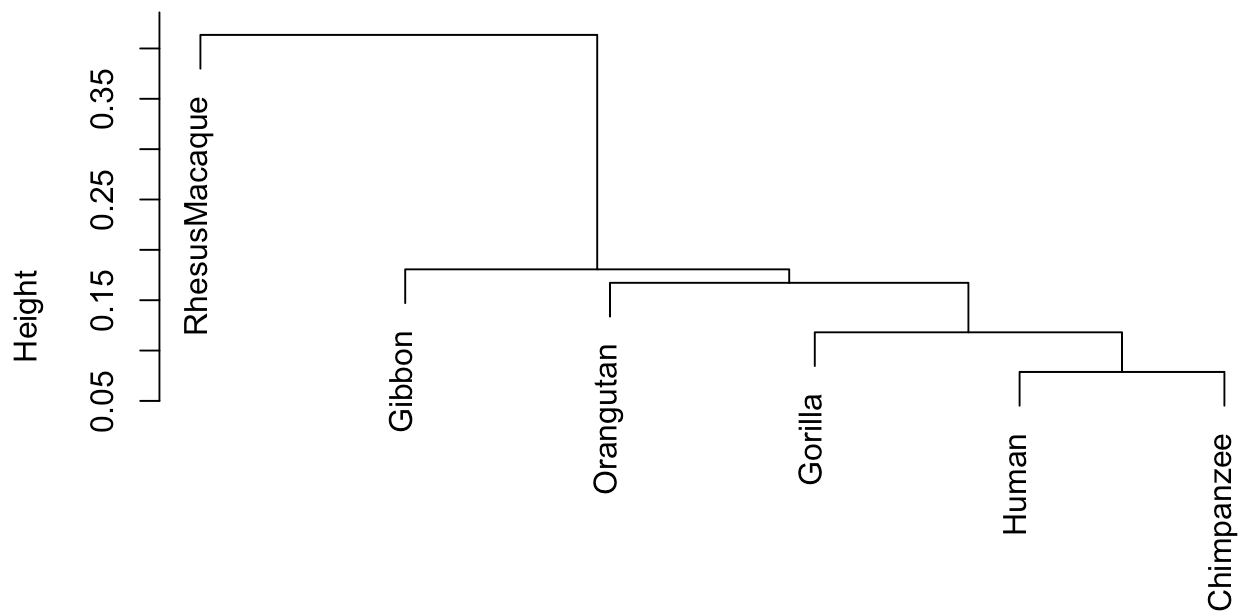 Height
0.05
0.15
0.25
0.35
RhesusMacaque
Gibbon
Orangutan
Gorilla
Human
Chimpanzee